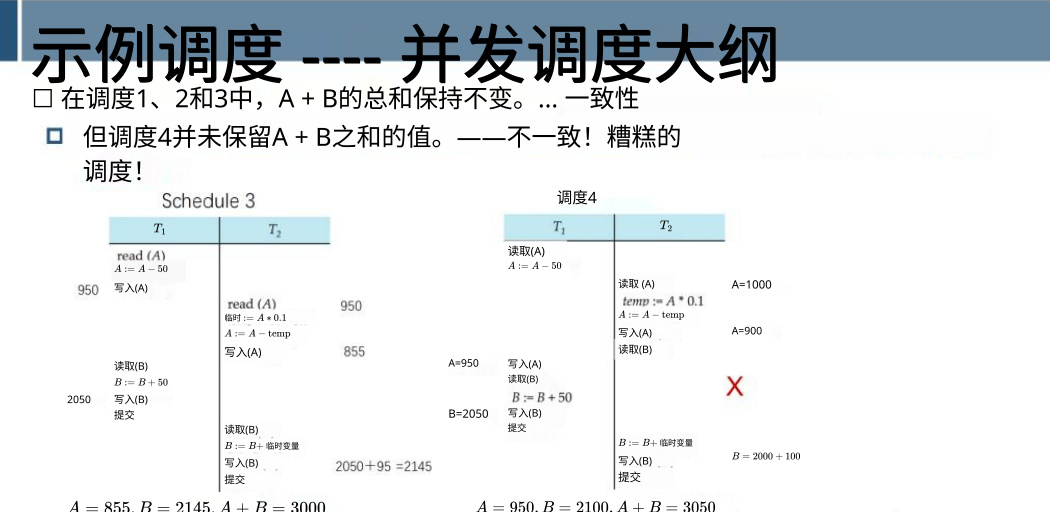 示例调度 ---- 并发调度大纲
□ 在调度1、2和3中，A + B的总和保持不变。... 一致性
但调度4并未保留A + B之和的值。——不一致！糟糕的
调度！
Schedule 3
T₁ T₂
read (A)
A := A − 50
950 写入(A)
read (A) 950
临时 := A * 0.1
A := A − temp
写入(A) 855
读取(B)
B := B + 50
2050 写入(B)
提交
读取(B)
B := B+ 临时变量
写入(B) 2050+95 =2145
提交
A = 855, B = 2145, A + B = 3000
调度4
T₁ T₂
读取(A)
A := A − 50
读取 (A) A=1000
temp := A * 0.1
A := A − temp
写入(A) A=900
读取(B)
A=950 写入(A)
读取(B)
X
B := B + 50
B=2050 写入(B)
提交
B := B+ 临时变量
写入(B) B = 2000 + 100
提交
A = 950, B = 2100, A + B = 3050